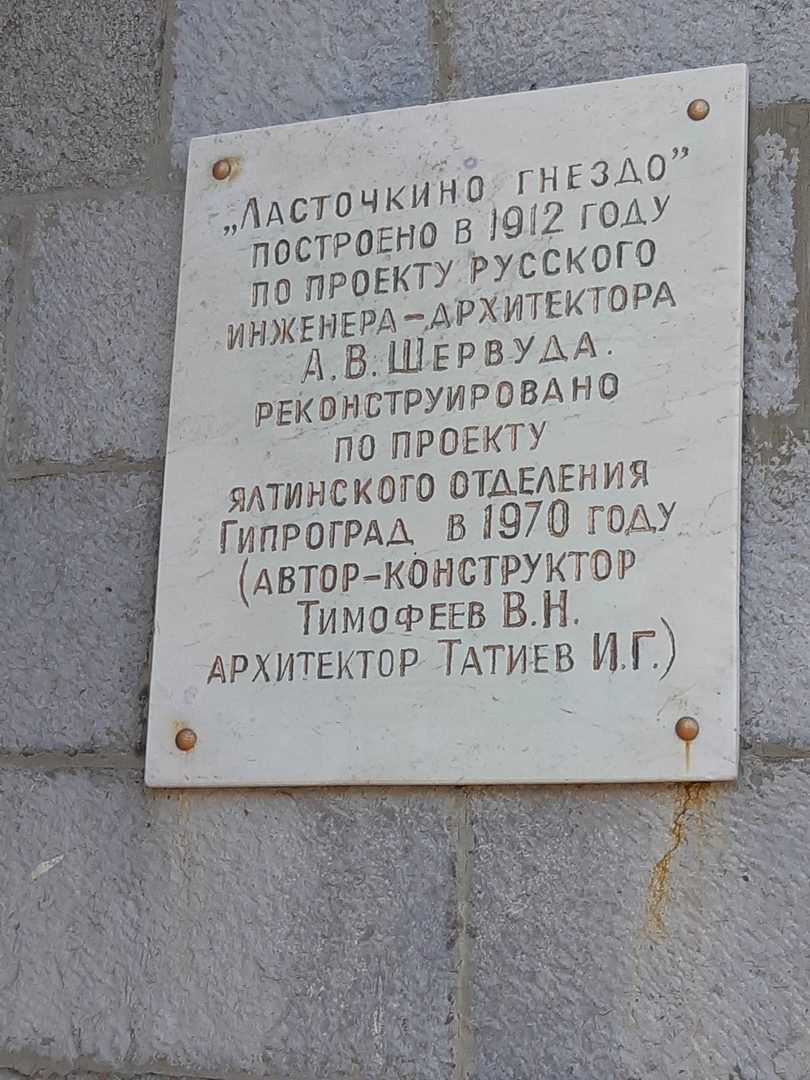 „Ласточкино гнездо”
построено в 1912 году
по проекту русского
инженера-архитектора
А.В. Шервуда.
реконструировано
по проекту
ялтинского отделения
Гипроград в 1970 году
(автор-конструктор
Тимофеев В.Н.
архитектор Татиев И.Г.)